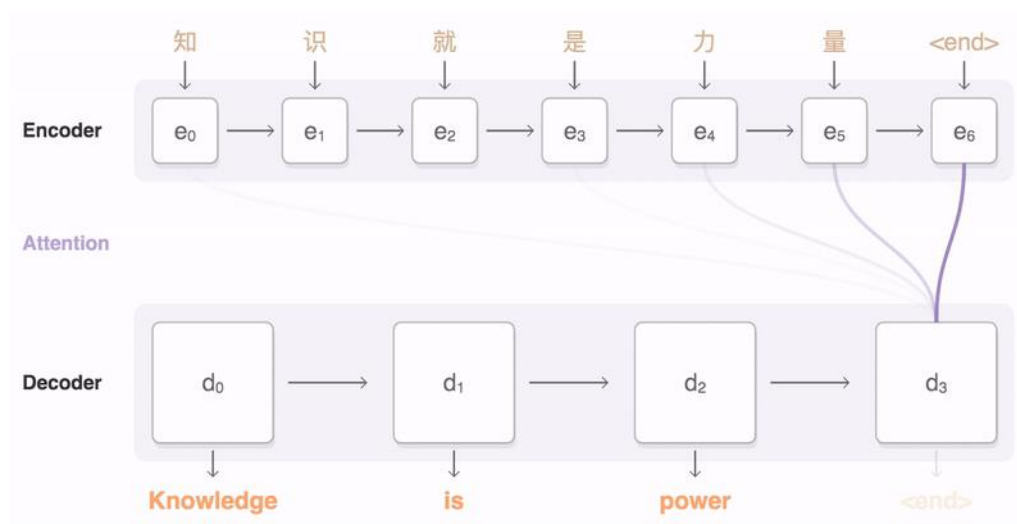 知 识 就 是 力 量 <end>
Encoder e₀ e₁ e₂ e₃ e₄ e₅ e₆
Attention
Decoder d₀ d₁ d₂ d₃
Knowledge is power <end>